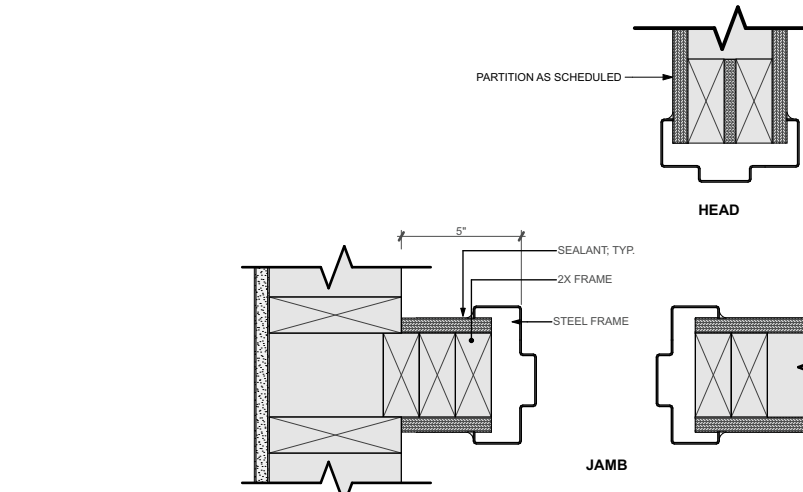 PARTITION AS SCHEDULED
HEAD
5"
SEALANT; TYP.
2X FRAME
STEEL FRAME
JAMB